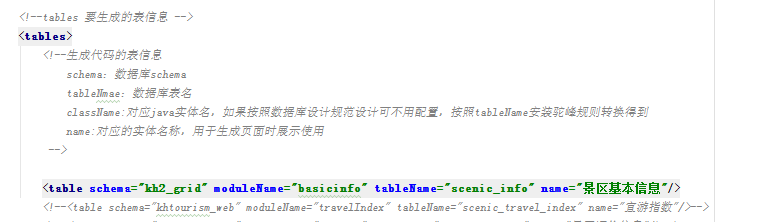 <!--tables 要生成的表信息 -->
<tables>
<!--生成代码的表信息
schema: 数据库schema
tableNmae: 数据库表名
className:对应java实体名，如果按照数据库设计规范设计可不用配置，按照tableName安装驼峰规则转换得到
name:对应的实体名称，用于生成页面时展示使用
-->
<table schema="kh2_grid" moduleName="basicinfo" tableName="scenic_info" name="景区基本信息"/>
<!--<table schema="khtourism_web" moduleName="travelIndex" tableName="scenic_travel_index" name="宜游指数"/>-->